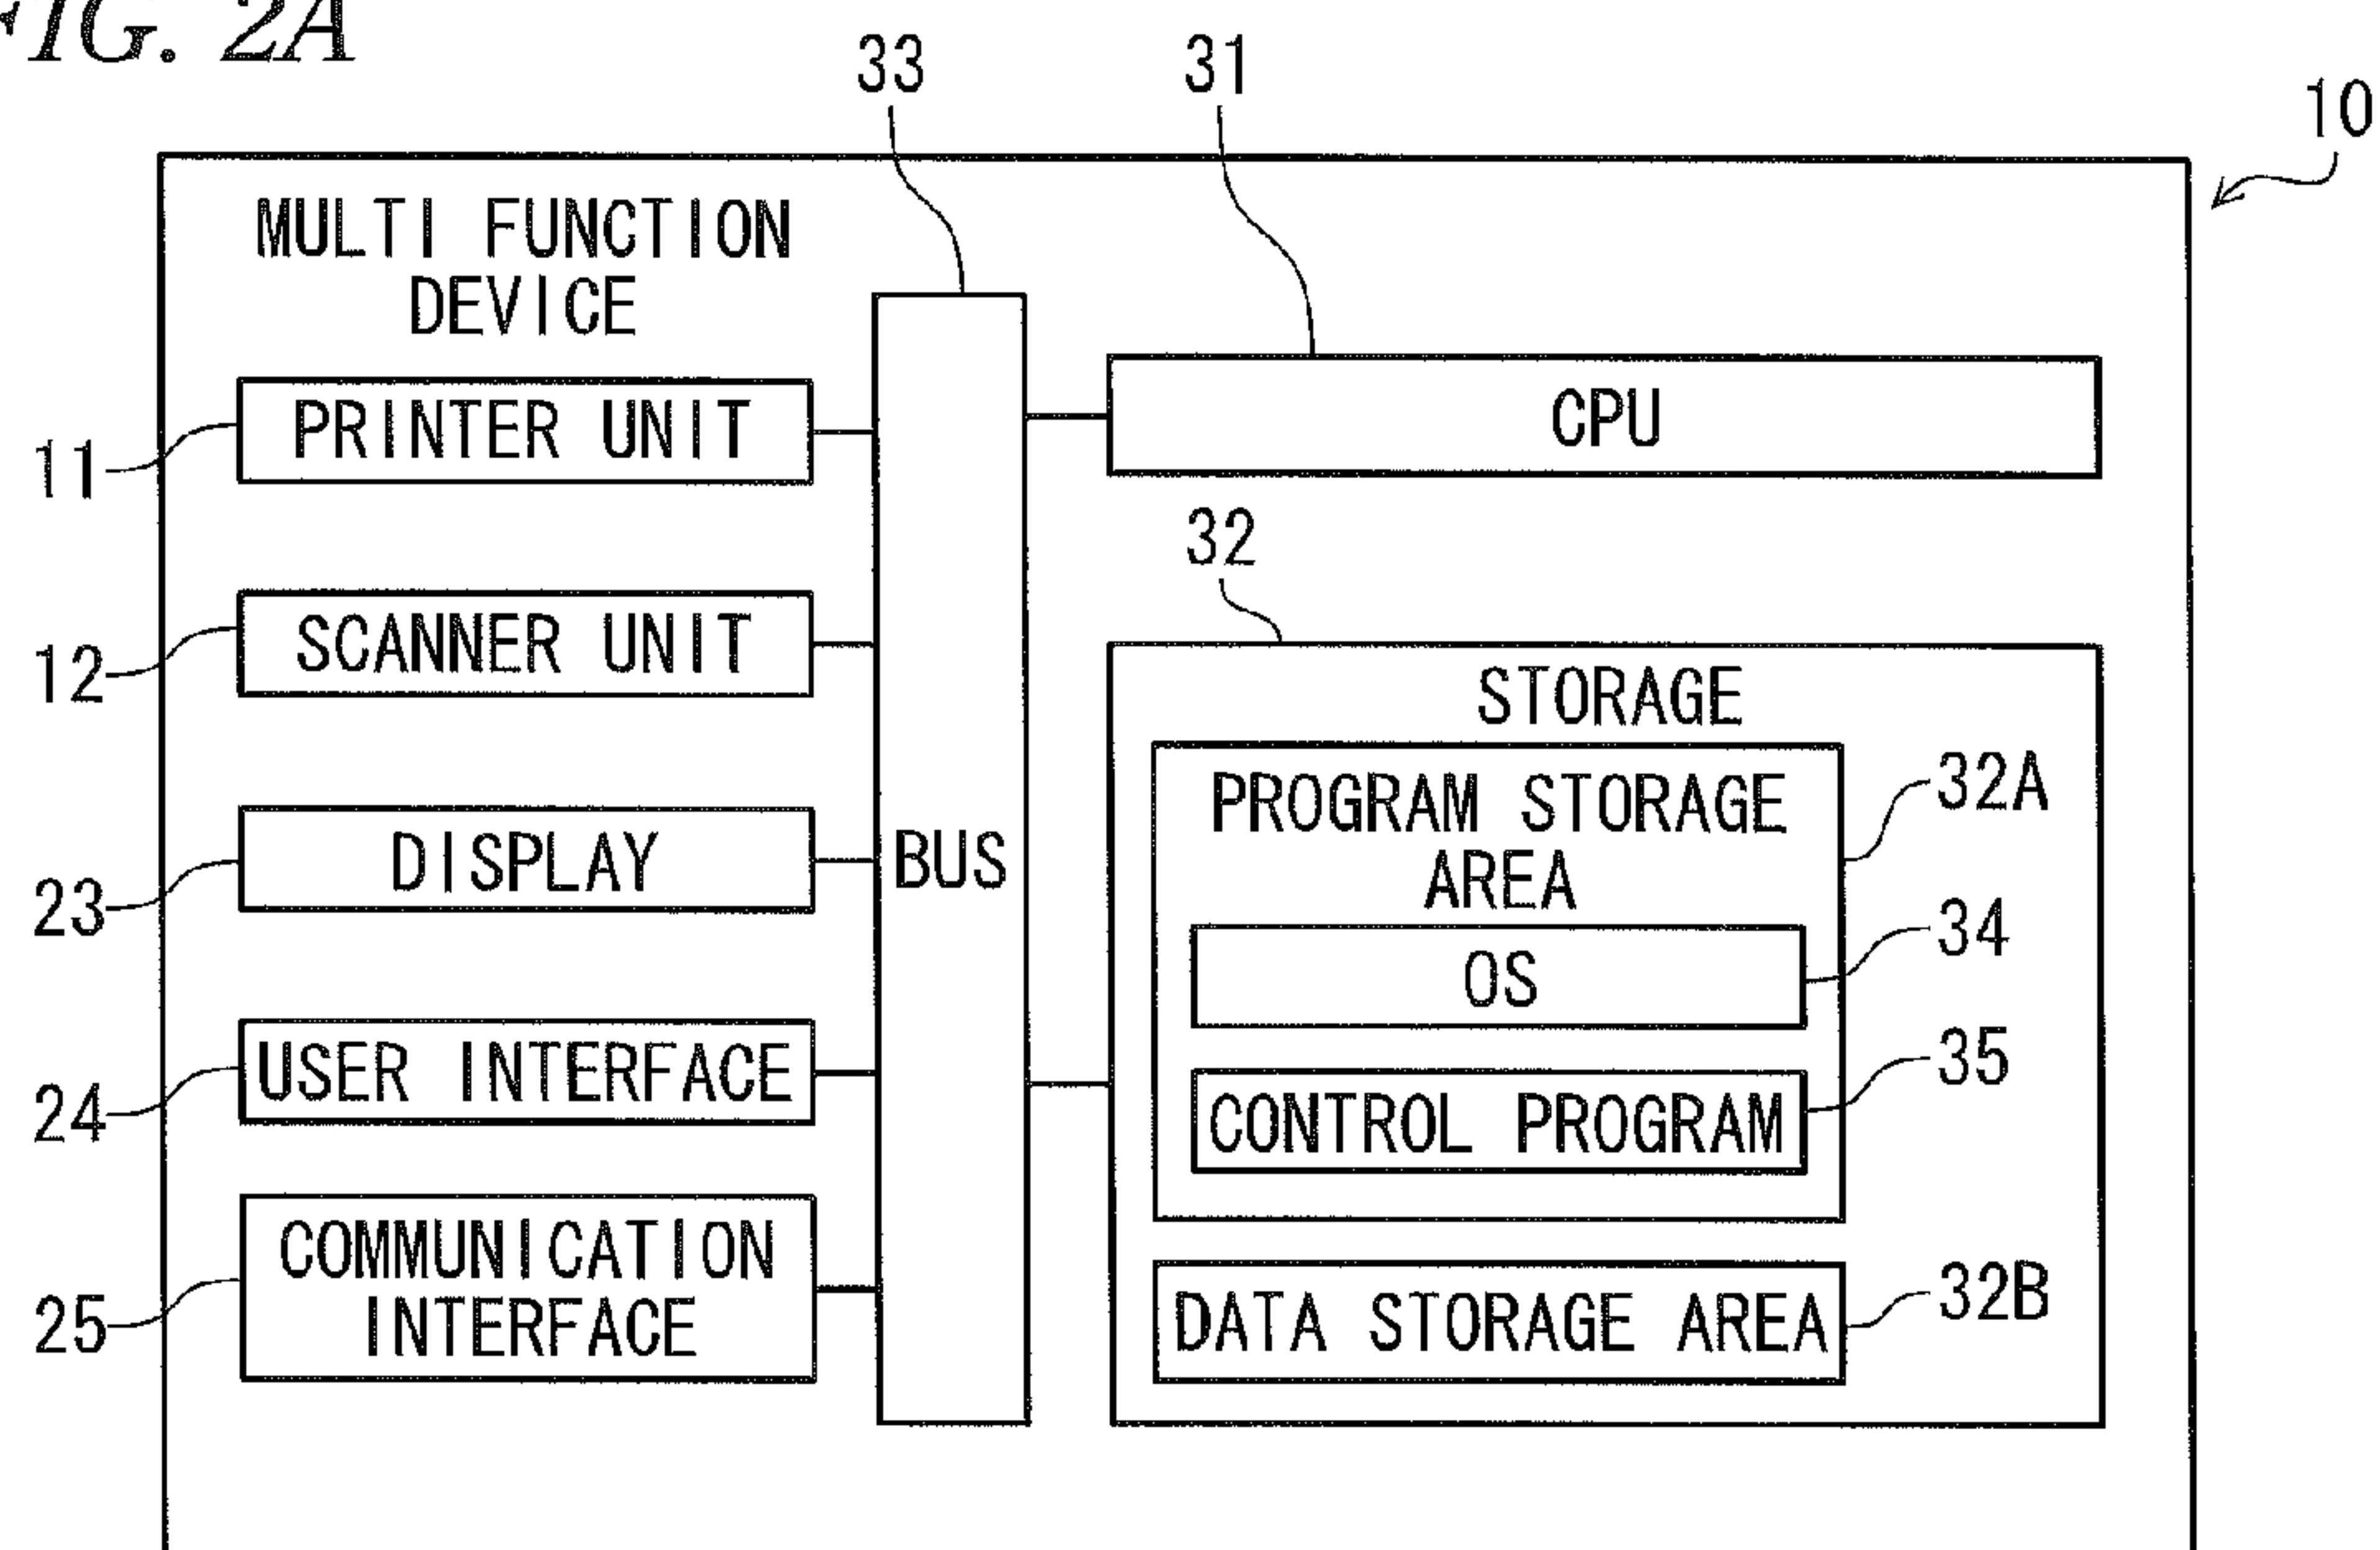 FIG. 2A
33
31
10
MULTI FUNCTION
DEVICE
11
PRINTER UNIT
CPU
12
SCANNER UNIT
32
STORAGE
PROGRAM STORAGE
AREA
32A
23
DISPLAY
BUS
OS
34
24
USER INTERFACE
CONTROL PROGRAM
35
25
COMMUNICATION
INTERFACE
DATA STORAGE AREA
32B